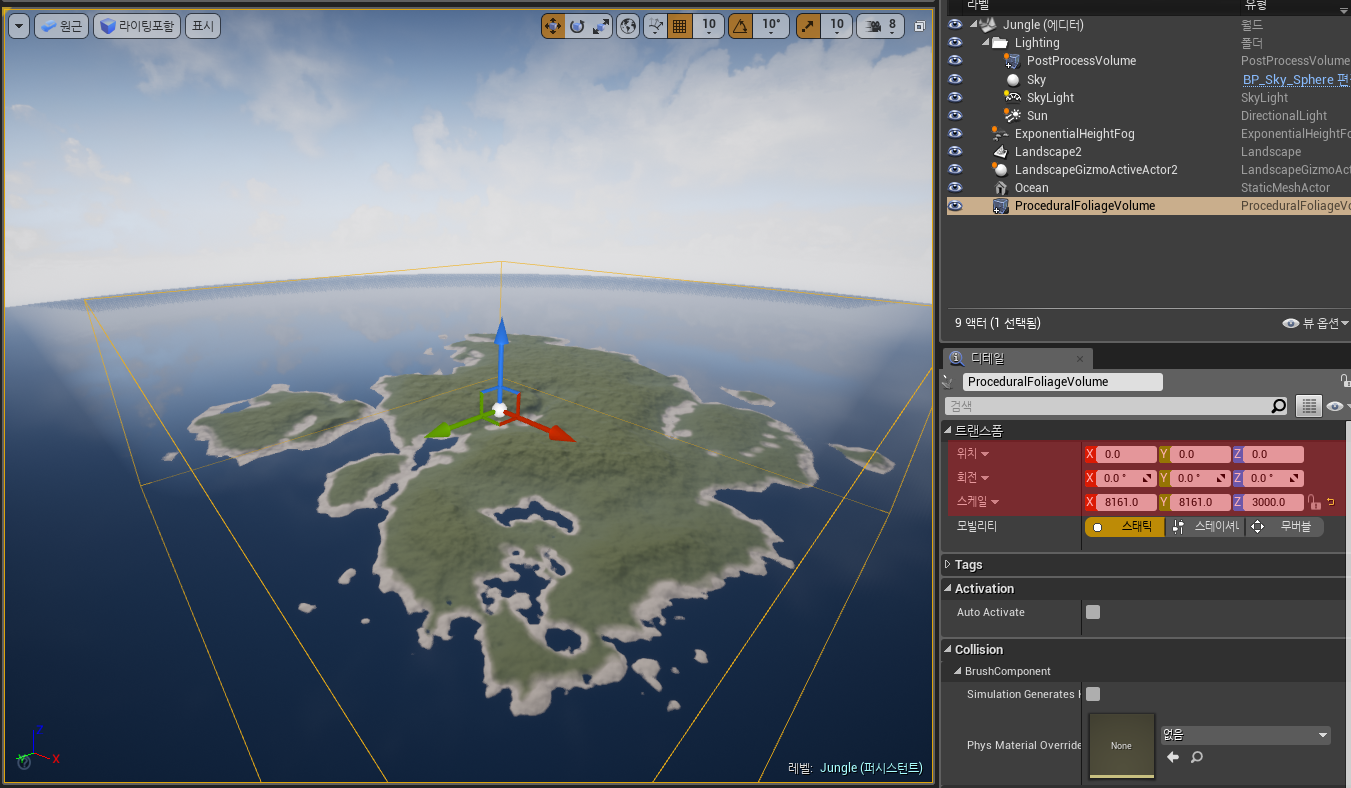 원근 라이팅포함 표시 10 10° 10 8
라벨 유형
Jungle (에디터) 월드
Lighting 폴더
PostProcessVolume PostProcessVolume
Sky BP_Sky_Sphere 편
SkyLight SkyLight
Sun DirectionalLight
ExponentialHeightFog ExponentialHeightFo
Landscape2 Landscape
LandscapeGizmoActiveActor2 LandscapeGizmoAct
Ocean StaticMeshActor
ProceduralFoliageVolume ProceduralFoliageVo
9 액터 (1 선택됨) 뷰 옵션
디테일
ProceduralFoliageVolume
검색
트랜스폼
위치 X 0.0 Y 0.0 Z 0.0
회전 X 0.0 ° Y 0.0 ° Z 0.0 °
스케일 X 8161.0 Y 8161.0 Z 3000.0
모빌리티 스태틱 스테이셔 무버블
Tags
Activation
Auto Activate
Collision
BrushComponent
Simulation Generates
Phys Material Override None 없음
Z
Y X
레벨: Jungle (퍼시스턴트)